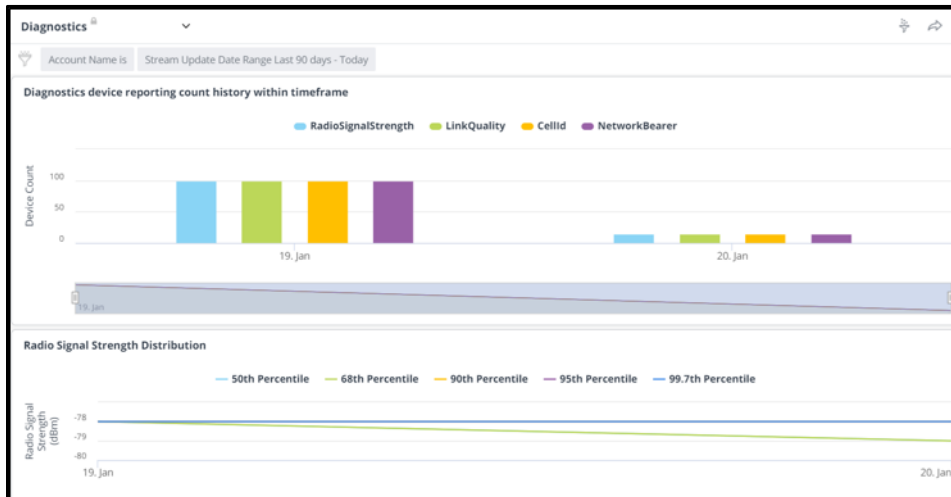 Diagnostics
Account Name is Stream Update Date Range Last 90 days - Today
Diagnostics device reporting count history within timeframe
RadioSignalStrength LinkQuality CellId NetworkBearer
Device Count
100
50
0
19. Jan 20. Jan
19. Jan
Radio Signal Strength Distribution
50th Percentile 68th Percentile 90th Percentile 95th Percentile 99.7th Percentile
Radio Signal
Strength
(dBm)
-78
-79
-80
19. Jan 20. Jan